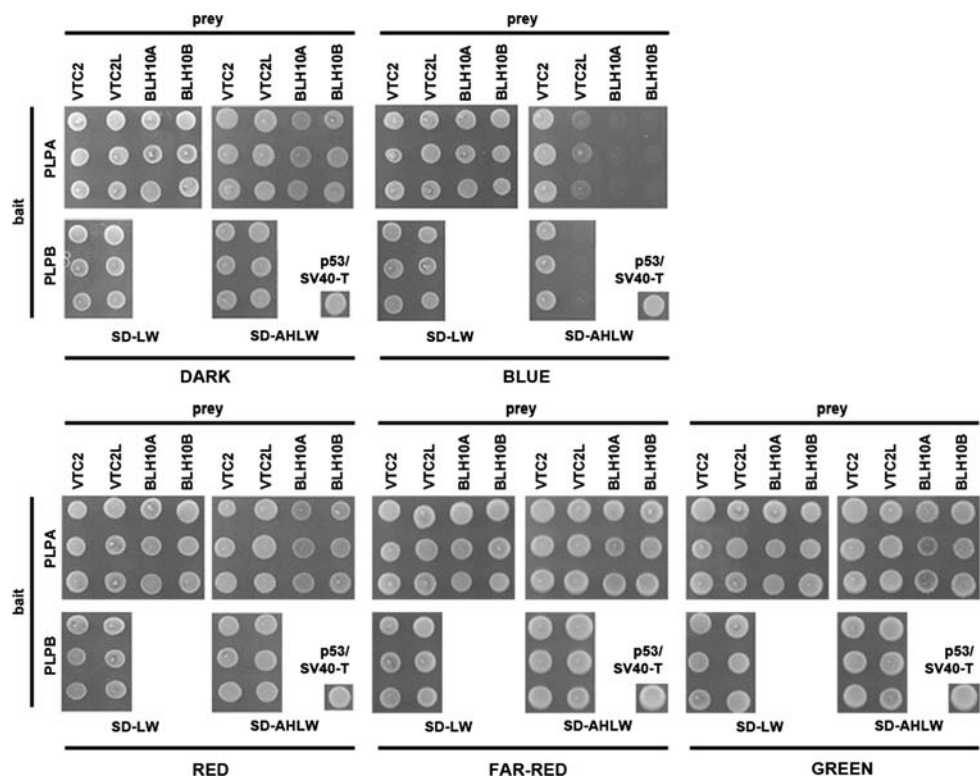 prey prey
VTC2 VTC2L BLH10A BLH10B VTC2 VTC2L BLH10A BLH10B VTC2 VTC2L BLH10A BLH10B VTC2 VTC2L BLH10A BLH10B
bait
PLPA
PLPB
p53/
SV40-T
p53/
SV40-T
SD-LW SD-AHLW SD-LW SD-AHLW
DARK BLUE
prey prey prey
VTC2 VTC2L BLH10A BLH10B VTC2 VTC2L BLH10A BLH10B VTC2 VTC2L BLH10A BLH10B VTC2 VTC2L BLH10A BLH10B VTC2 VTC2L BLH10A BLH10B VTC2 VTC2L BLH10A BLH10B
bait
PLPA
PLPB
p53/
SV40-T
p53/
SV40-T
p53/
SV40-T
SD-LW SD-AHLW SD-LW SD-AHLW SD-LW SD-AHLW
RED FAR-RED GREEN